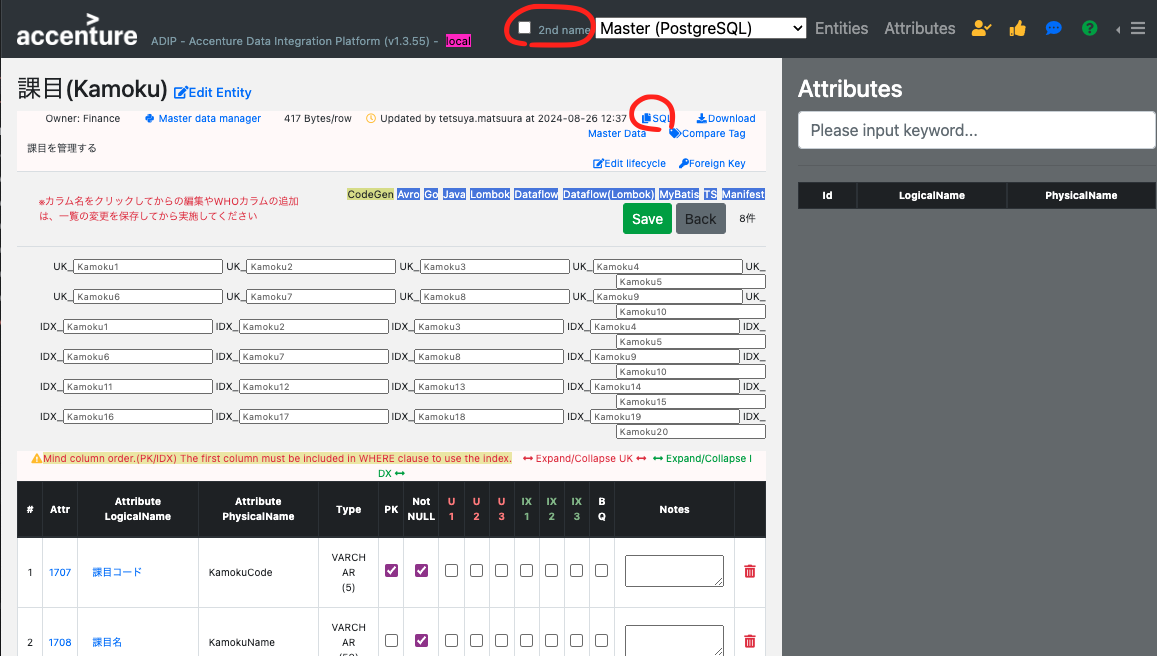 accenture
ADIP - Accenture Data Integration Platform (v1.3.55) - local
2nd name
Master (PostgreSQL)
Entities
Attributes
課目(Kamoku)
Edit Entity
Owner: Finance
Master data manager
417 Bytes/row
Updated by tetsuya.matsuura at 2024-08-26 12:37
SQL
Download
Master Data
Compare Tag
課目を管理する
Edit lifecycle
Foreign Key
※カラム名をクリックしてからの編集やWHOカラムの追加
は、一覧の変更を保存してから実施してください
CodeGen Avro Go Java Lombok Dataflow Dataflow(Lombok) MyBatis TS Manifest
Save
Back
8件
UK_ Kamoku1 UK_ Kamoku2 UK_ Kamoku3 UK_ Kamoku4 UK_
Kamoku5
UK_ Kamoku6 UK_ Kamoku7 UK_ Kamoku8 UK_ Kamoku9 UK_
Kamoku10
IDX_ Kamoku1 IDX_ Kamoku2 IDX_ Kamoku3 IDX_ Kamoku4 IDX_
Kamoku5
IDX_ Kamoku6 IDX_ Kamoku7 IDX_ Kamoku8 IDX_ Kamoku9 IDX_
Kamoku10
IDX_ Kamoku11 IDX_ Kamoku12 IDX_ Kamoku13 IDX_ Kamoku14 IDX_
Kamoku15
IDX_ Kamoku16 IDX_ Kamoku17 IDX_ Kamoku18 IDX_ Kamoku19 IDX_
Kamoku20
Mind column order.(PK/IDX) The first column must be included in WHERE clause to use the index. Expand/Collapse UK Expand/Collapse I
DX
# Attr Attribute LogicalName Attribute PhysicalName Type PK Not NULL U1 U2 U3 IX1 IX2 IX3 BQ Notes
1 1707 課目コード KamokuCode VARCHAR (5)
2 1708 課目名 KamokuName VARCHAR
Attributes
Please input keyword...
Id LogicalName PhysicalName